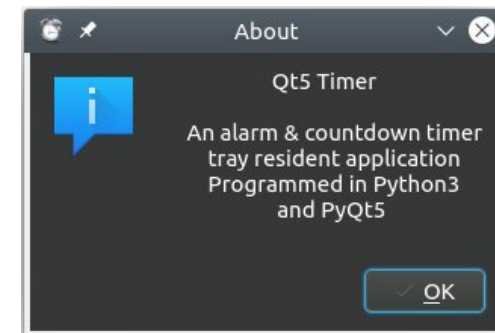 About
Qt5 Timer
An alarm & countdown timer
tray resident application
Programmed in Python3
and PyQt5
OK